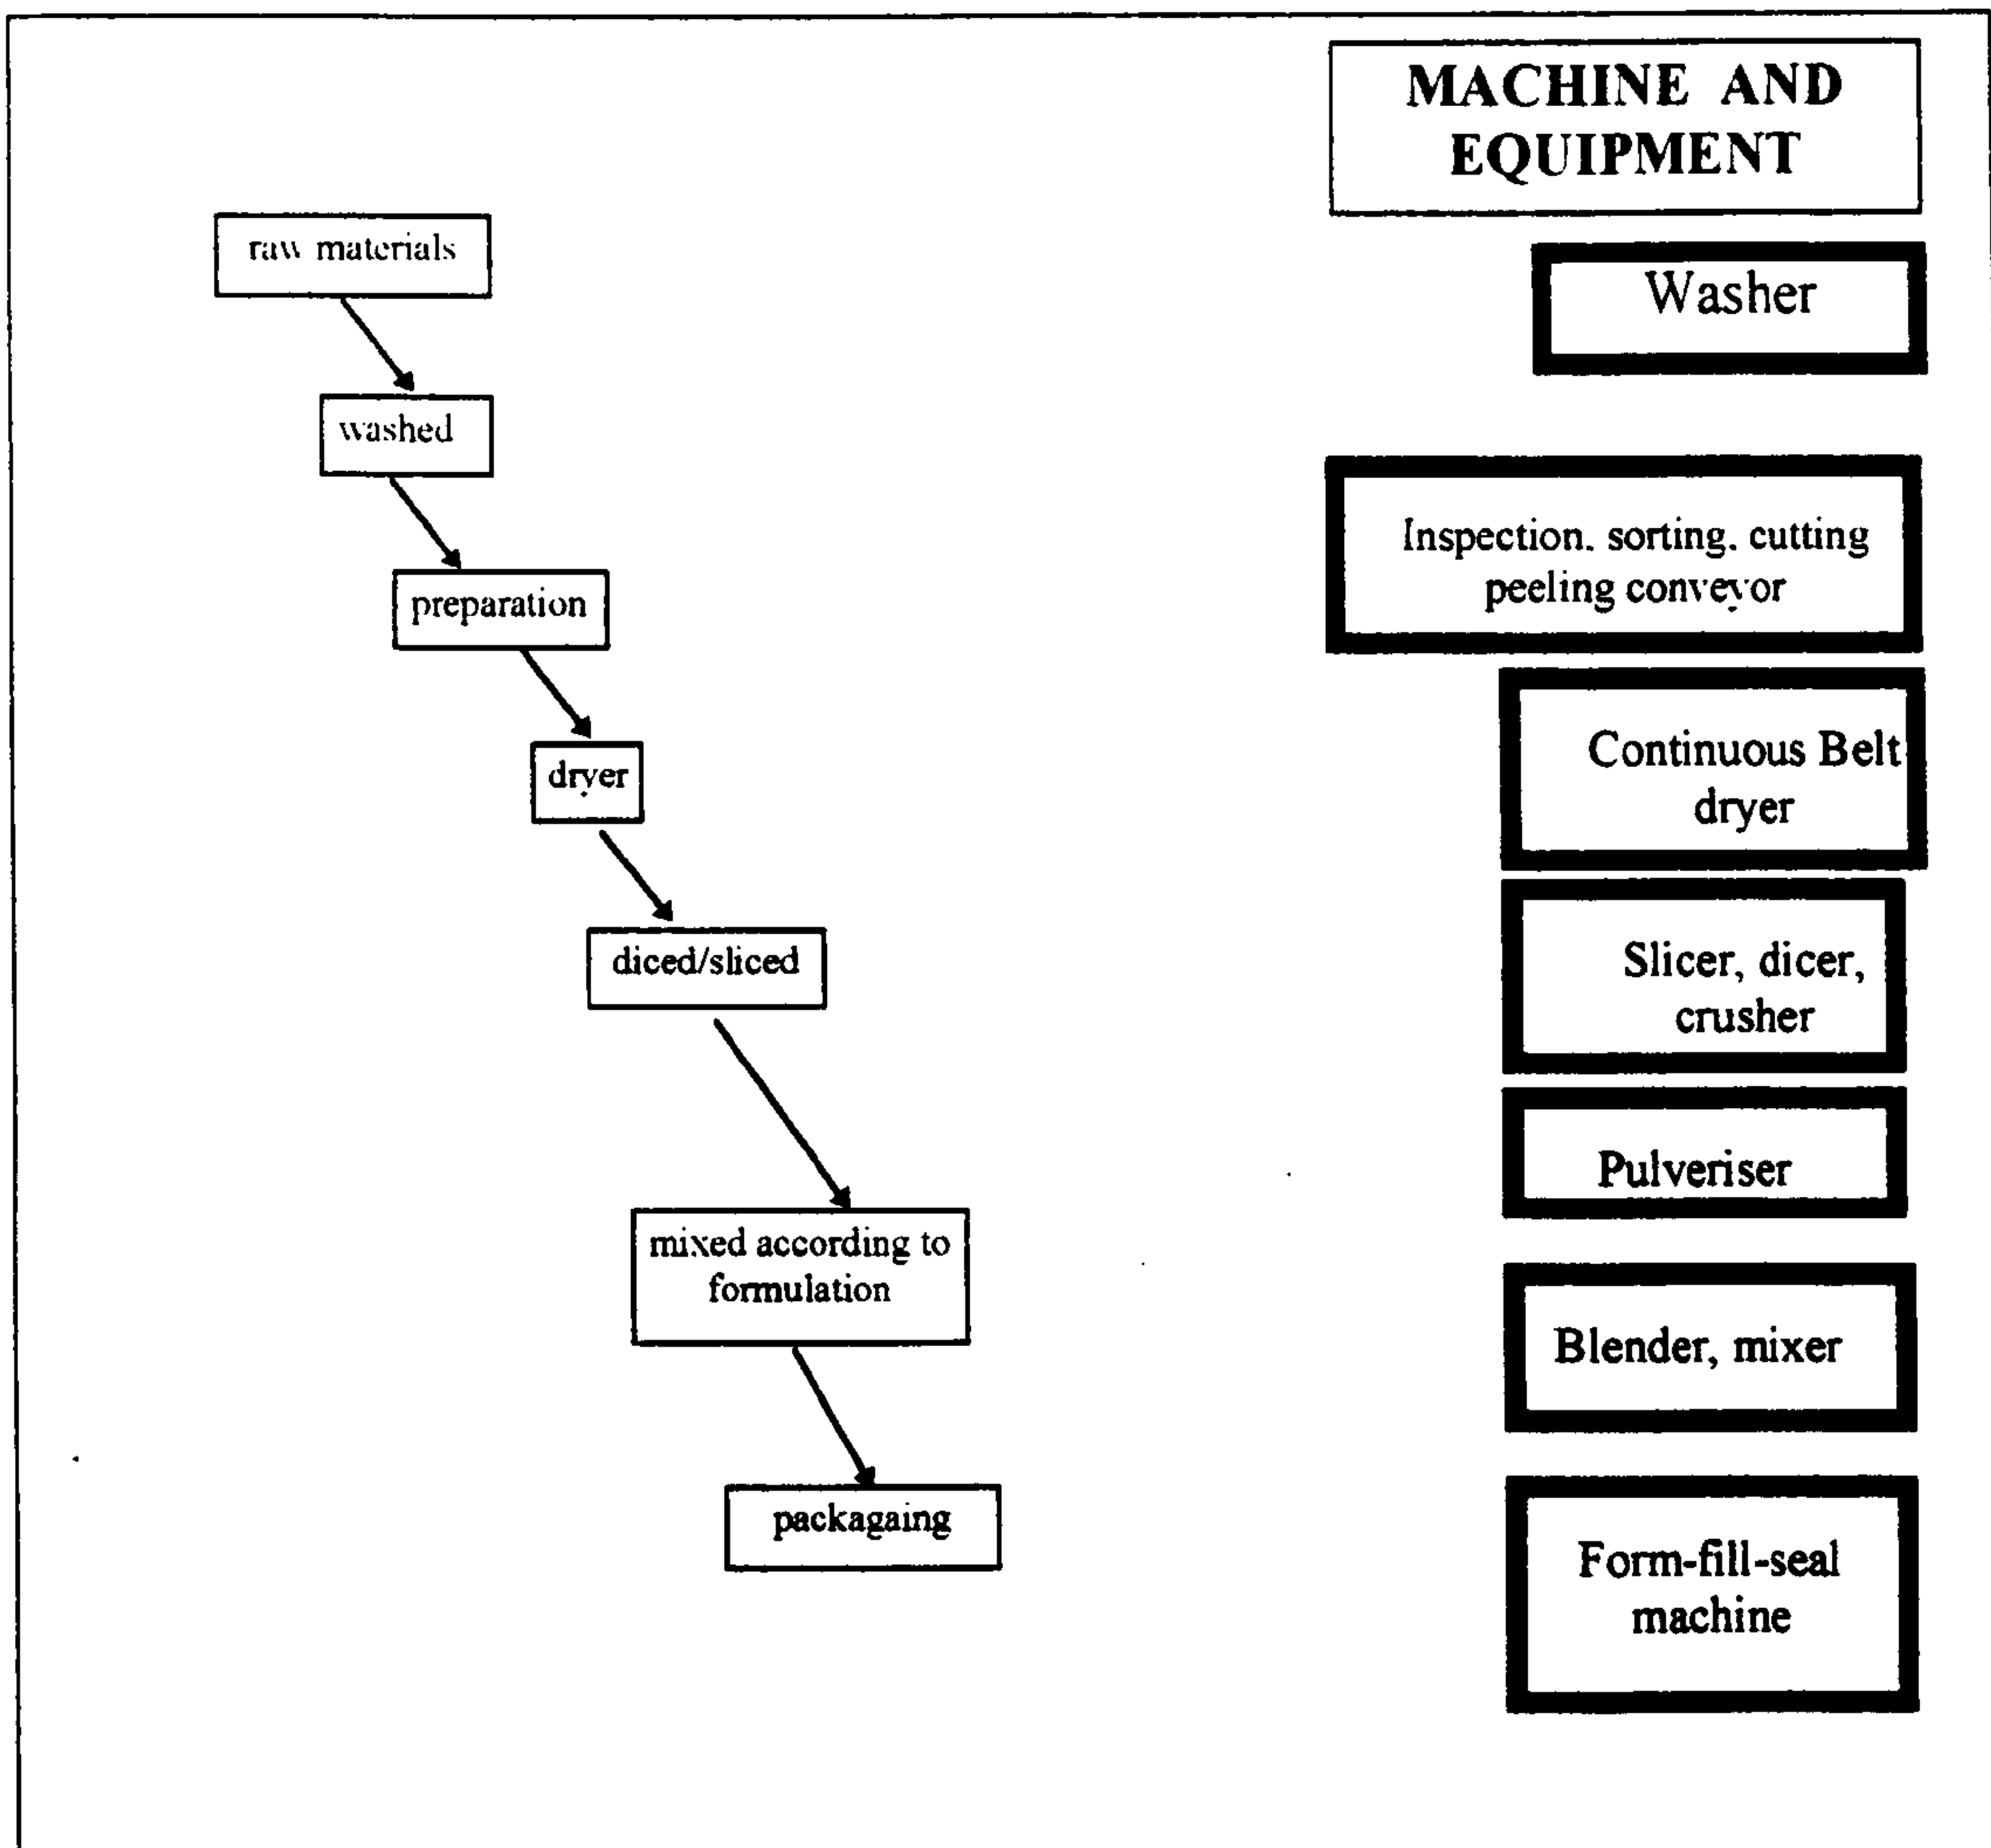 MACHINE AND
EQUIPMENT
raw materials
Washer
washed
Inspection, sorting, cutting
peeling conveyor
preparation
Continuous Belt
dryer
dryer
Slicer, dicer,
crusher
diced/sliced
Pulveriser
mixed according to
formulation
Blender, mixer
packagaing
Form-fill-seal
machine